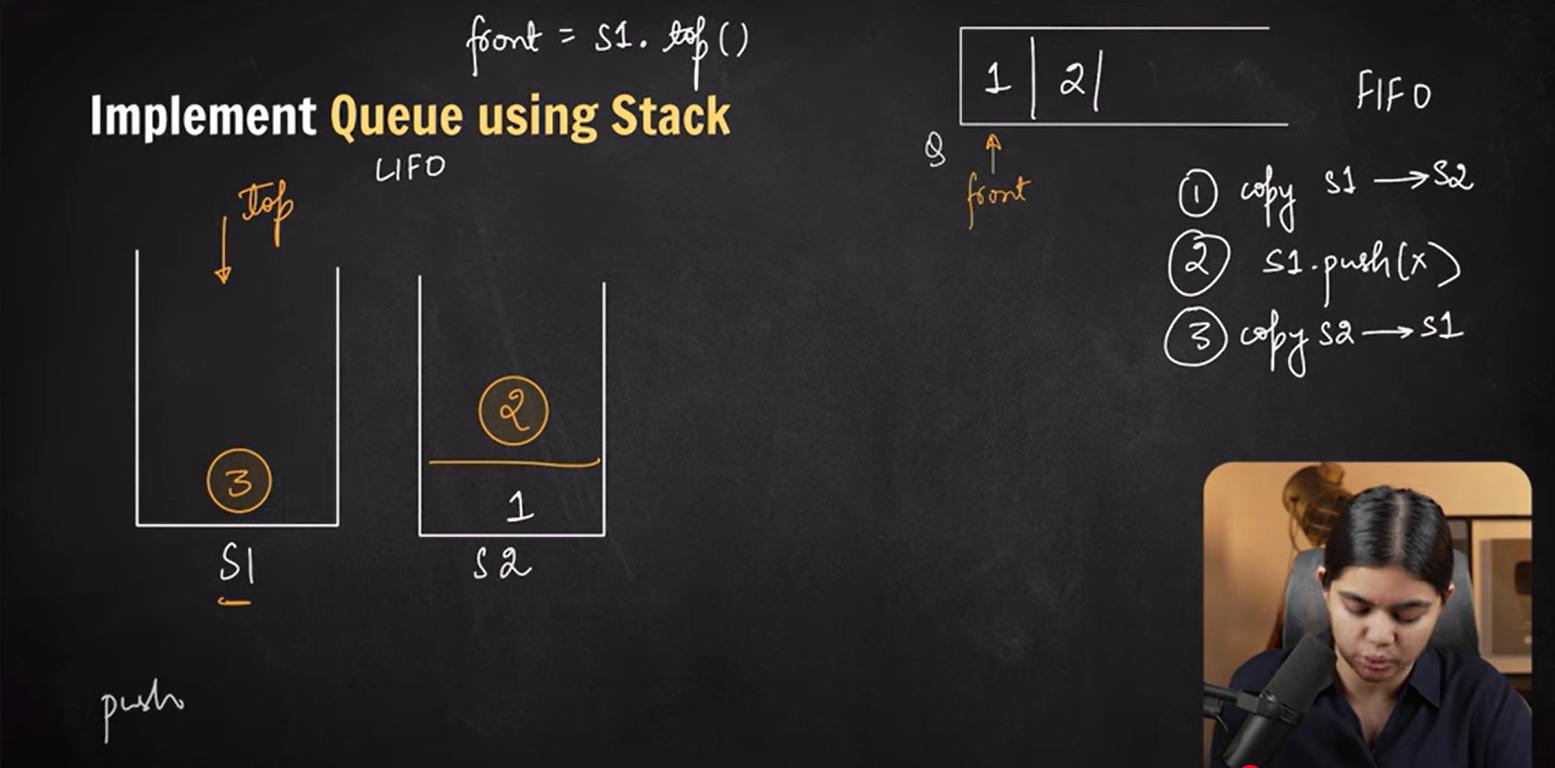 front = S1. top()
Implement Queue using Stack
LIFO
Top
1 | 2|
FIFO
Q
front
① copy S1 → S2
② S1.push(x)
③ copy S2 → S1
3
2
1
S1
S2
push